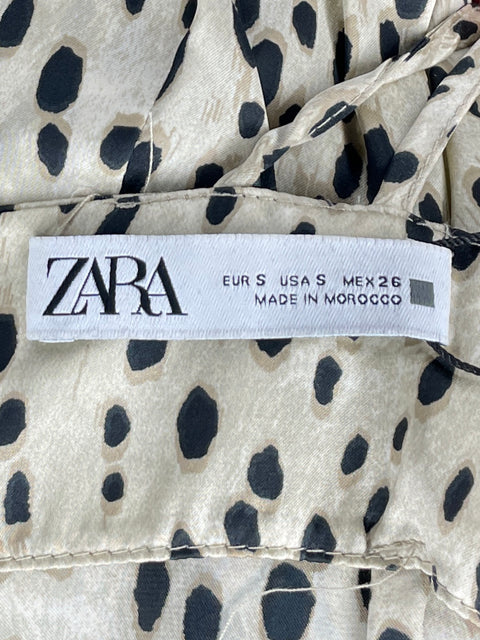 ZARA
EUR S USA S MEX 26
MADE IN MOROCCO